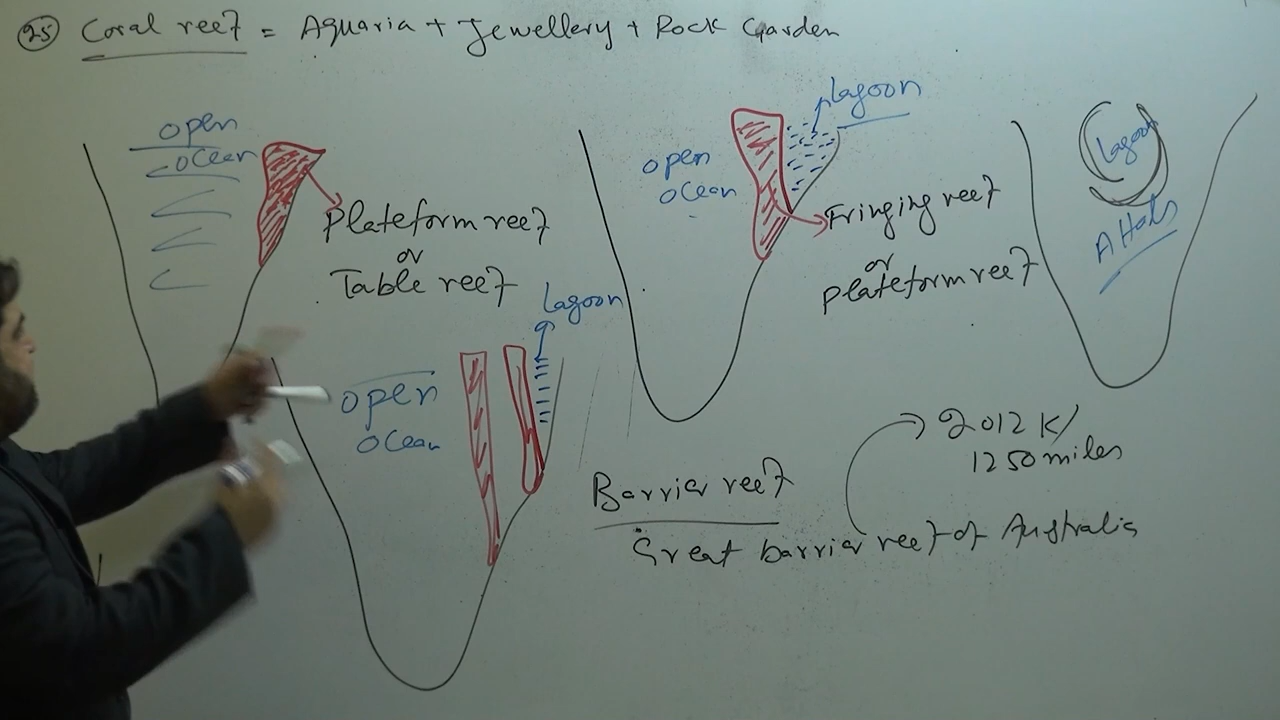 25 Coral reef = Aquaria + Jewellery + Rock Garden
open
ocean
Plateform reef
or
Table reef
lagoon
open
ocean
Fringing reef
or
plateform reef
Lagoon
Attols
lagoon
open
ocean
Barrier reef
Great barrier reef of Australia
2012 K/
1250 miles